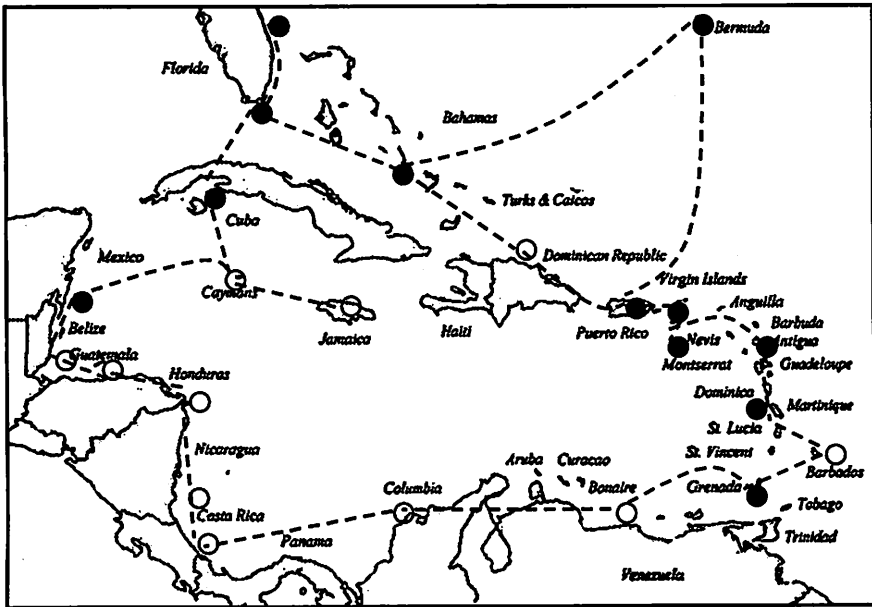 Bermuda
Florida
Bahamas
Turks & Caicos
Cuba
Mexico
Dominican Republic
Virgin Islands
Caymans
Anguilla
Belize
Jamaica
Haiti
Puerto Rico
Barbuda
Nevis
Antigua
Guatemala
Montserrat
Guadeloupe
Honduras
Dominica
Martinique
St. Lucia
Nicaragua
St. Vincent
Aruba
Curacao
Barbados
Columbia
Bonaire
Grenada
Costa Rica
Tobago
Panama
Trinidad
Venezuela